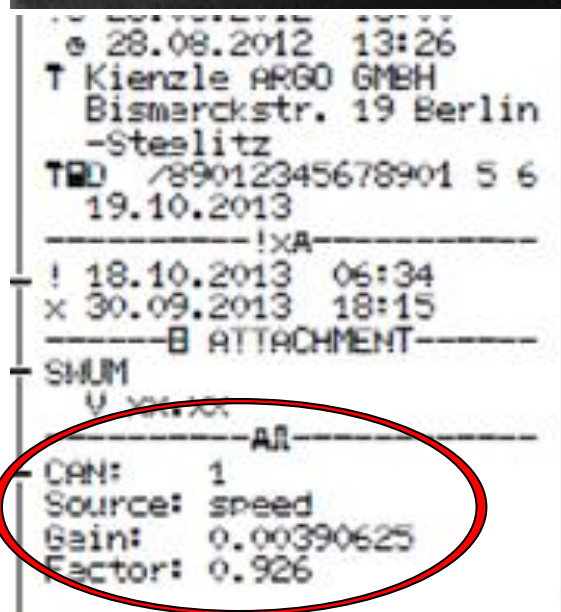 28.08.2012 13:26
T Kienzle ARGO GMBH
Bismarckstr. 19 Berlin
-Steglitz
D /89012345678901 5 6
19.10.2013
----------!xA----------
! 18.10.2013 06:34
x 30.09.2013 18:15
------B ATTACHMENT------
SWUM
V XX.XX
CAN: 1
Source: speed
Gain: 0.00390625
Factor: 0.926